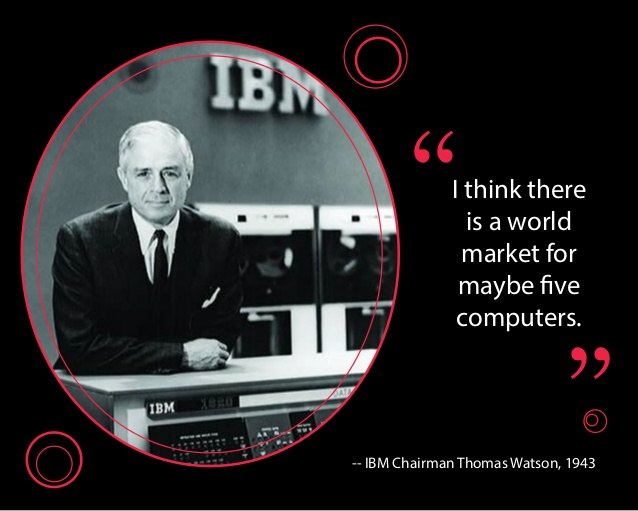 IBM
“
I think there
is a world
market for
maybe five
computers.
”
IBM
-- IBM Chairman Thomas Watson, 1943